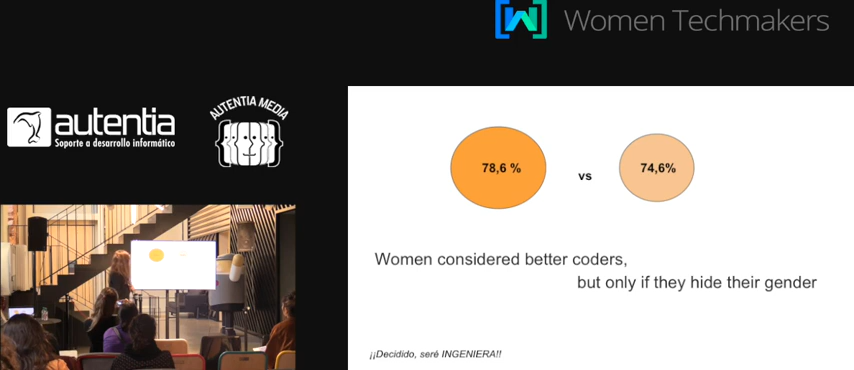 Women Techmakers
autentia
Soporte a desarrollo informático
AUTENTIA MEDIA
78,6 %
vs
74,6%
Women considered better coders,
but only if they hide their gender
¡¡Decidido, seré INGENIERA!!